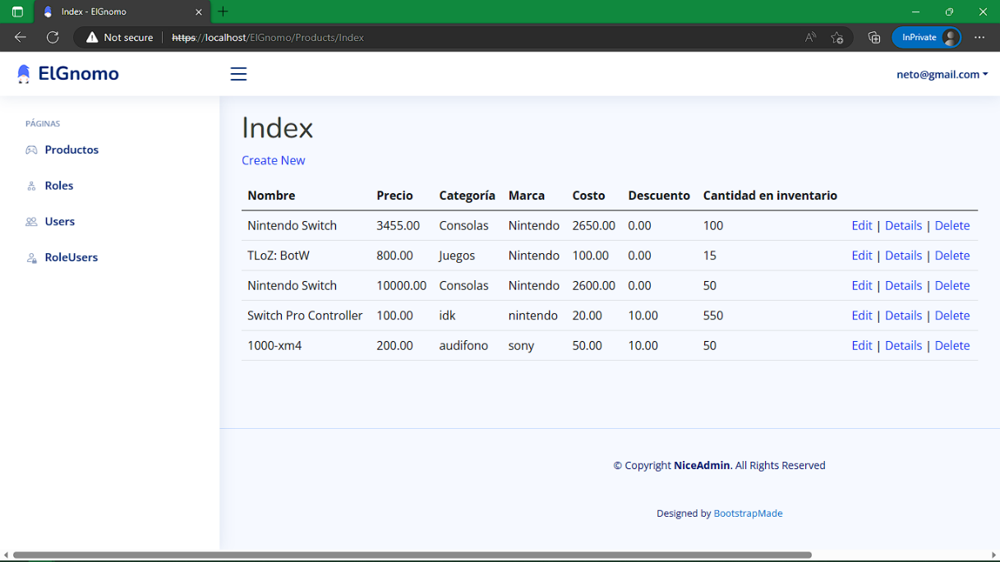 Index - ElGnomo
Not secure https://localhost/ElGnomo/Products/Index InPrivate
ElGnomo neto@gmail.com
PÁGINAS
Productos
Roles
Users
RoleUsers
Index
Create New
Nombre Precio Categoría Marca Costo Descuento Cantidad en inventario
Nintendo Switch 3455.00 Consolas Nintendo 2650.00 0.00 100 Edit | Details | Delete
TLoZ: BotW 800.00 Juegos Nintendo 100.00 0.00 15 Edit | Details | Delete
Nintendo Switch 10000.00 Consolas Nintendo 2600.00 0.00 50 Edit | Details | Delete
Switch Pro Controller 100.00 idk nintendo 20.00 10.00 550 Edit | Details | Delete
1000-xm4 200.00 audifono sony 50.00 10.00 50 Edit | Details | Delete
© Copyright NiceAdmin. All Rights Reserved
Designed by BootstrapMade